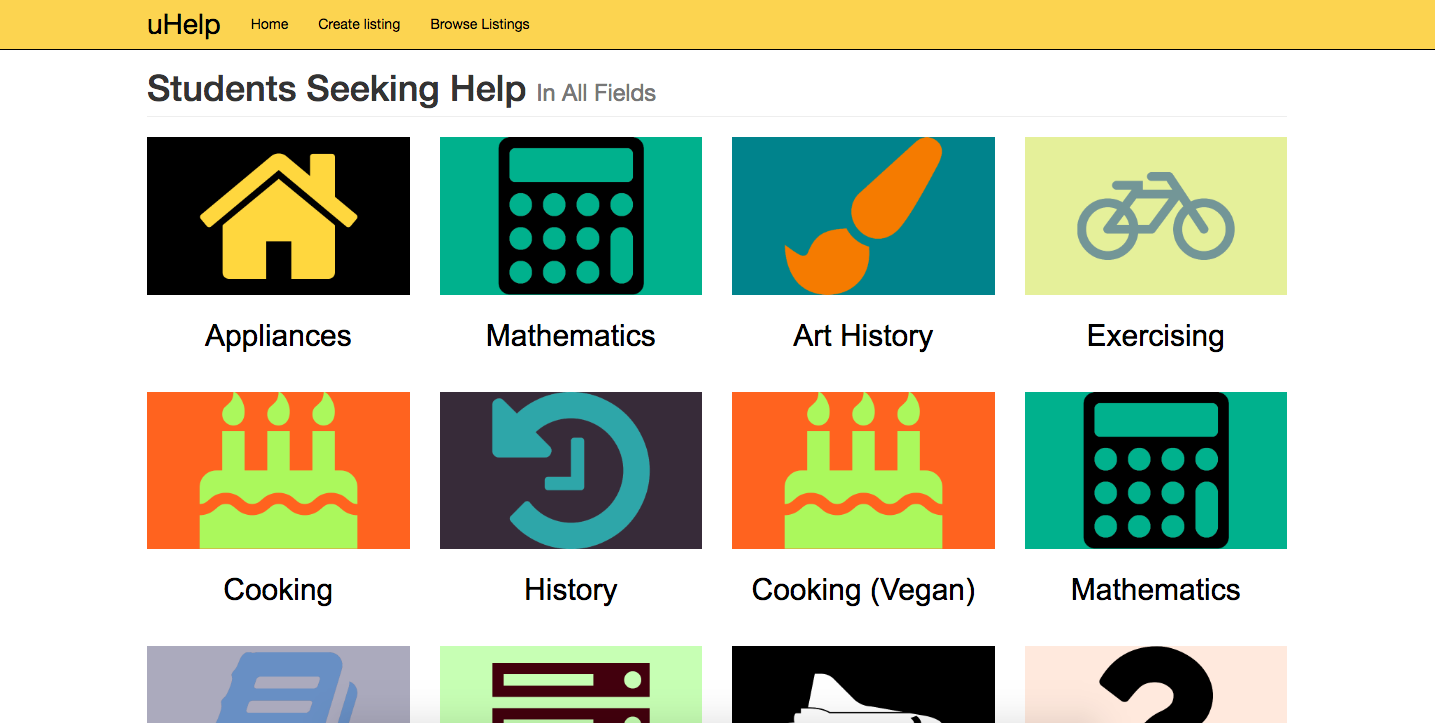 uHelp Home Create listing Browse Listings
Students Seeking Help In All Fields
Appliances Mathematics Art History Exercising
Cooking History Cooking (Vegan) Mathematics